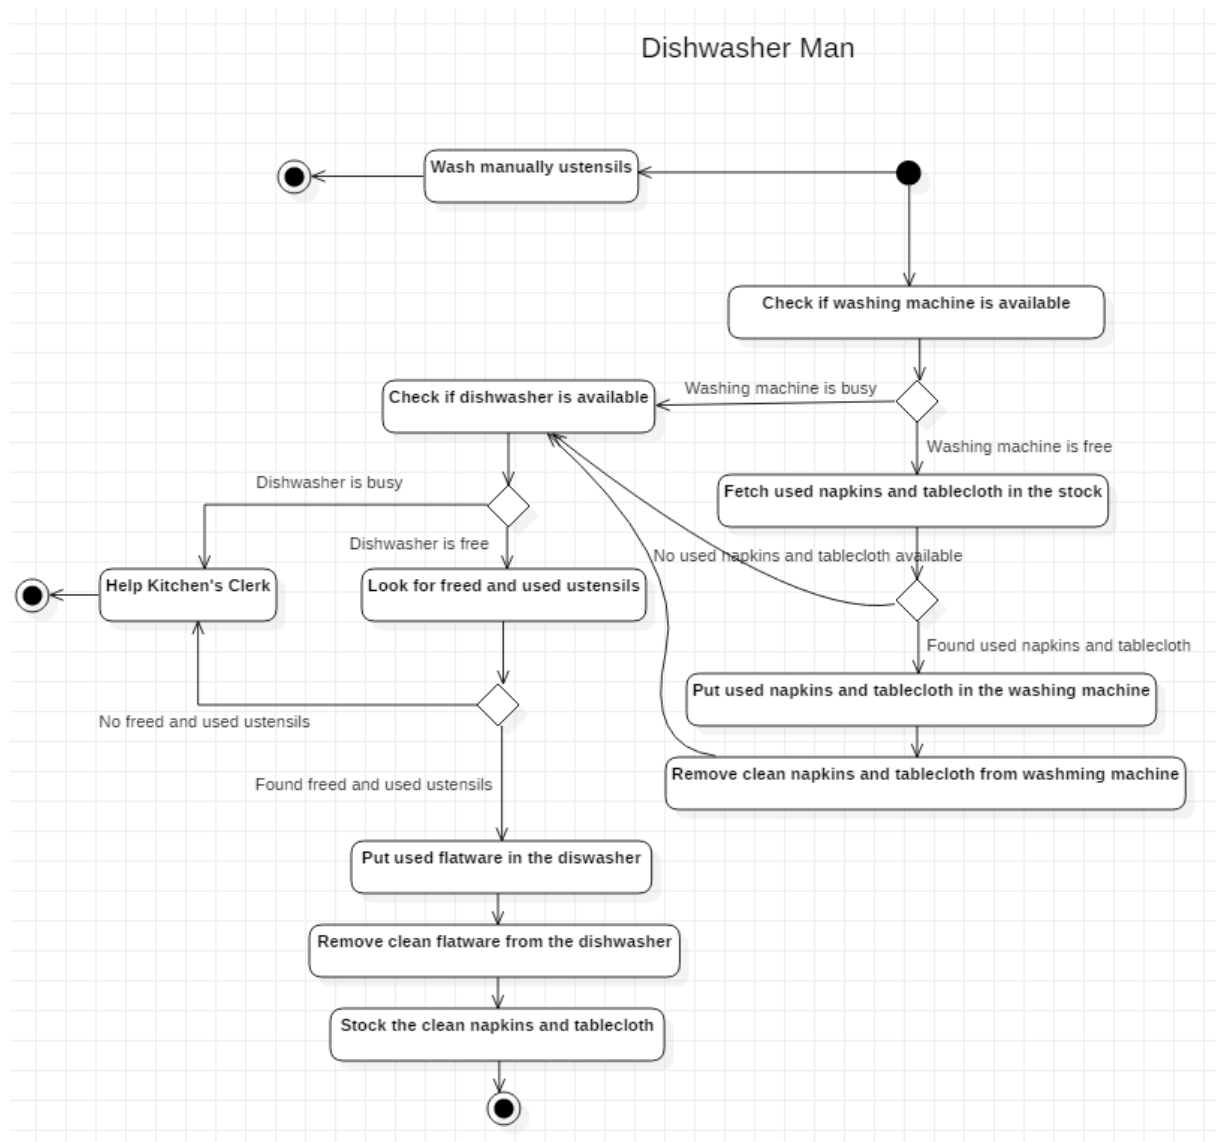 Dishwasher Man
Wash manually ustensils
Check if washing machine is available
Check if dishwasher is available
Washing machine is busy
Washing machine is free
Fetch used napkins and tablecloth in the stock
Dishwasher is busy
Dishwasher is free
No used napkins and tablecloth available
Help Kitchen's Clerk
Look for freed and used ustensils
Found used napkins and tablecloth
Put used napkins and tablecloth in the washing machine
No freed and used ustensils
Remove clean napkins and tablecloth from washming machine
Found freed and used ustensils
Put used flatware in the diswasher
Remove clean flatware from the dishwasher
Stock the clean napkins and tablecloth